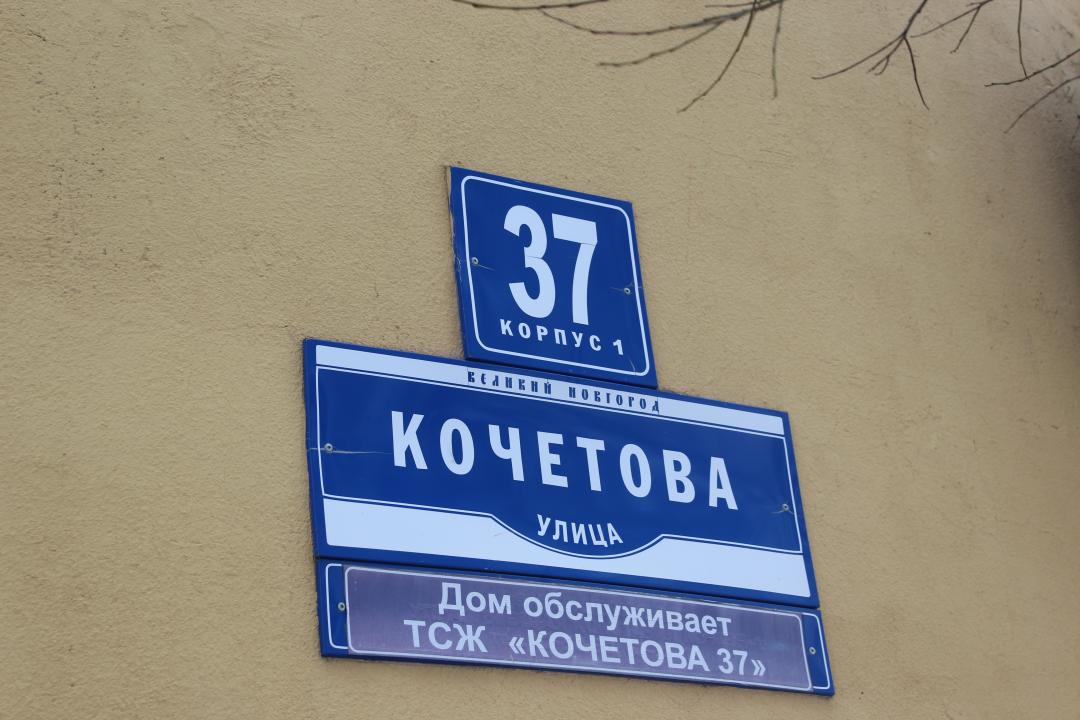 37
КОРПУС 1
ВЕЛИКИЙ НОВГОРОД
КОЧЕТОВА
УЛИЦА
Дом обслуживает
ТСЖ «КОЧЕТОВА 37»